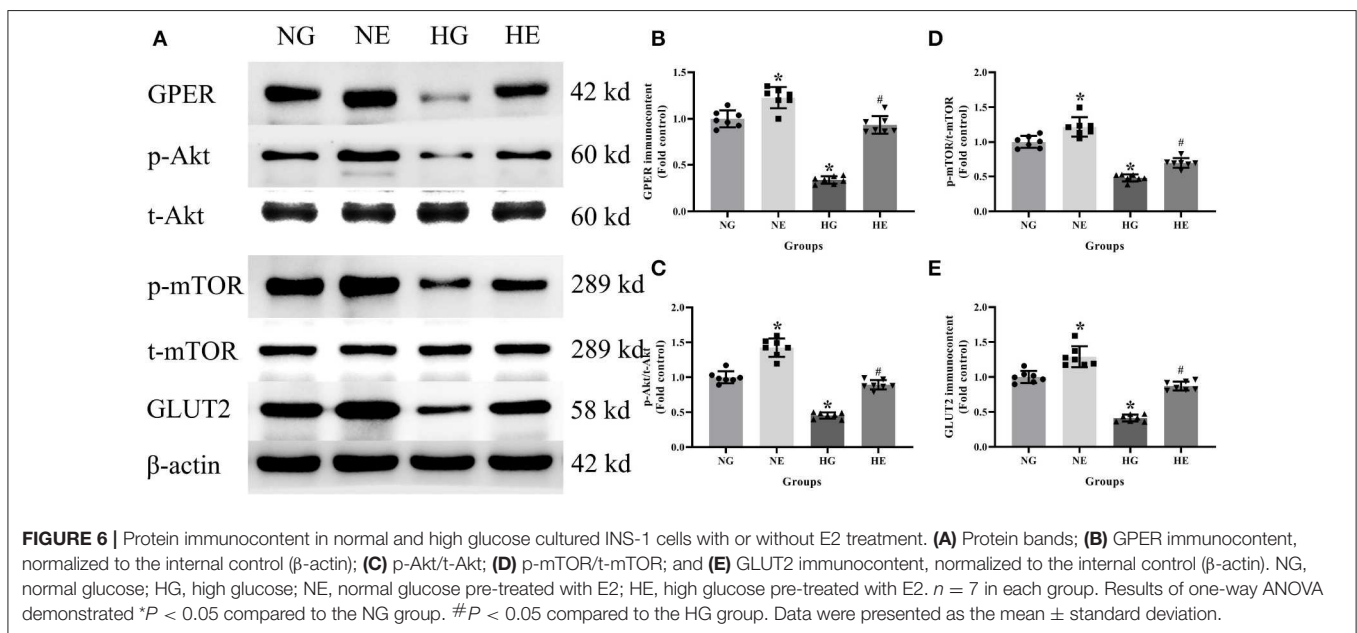 A
NG NE HG HE
GPER 42 kd
p-Akt 60 kd
t-Akt 60 kd
p-mTOR 289 kd
t-mTOR 289 kd
GLUT2 58 kd
β-actin 42 kd
B
GPER immunocontent
(Fold control)
1.5
1.0
0.5
0.0
*
*
#
NG NE HG HE
Groups
C
p-Akt/t-Akt
(Fold control)
2.0
1.5
1.0
0.5
0.0
*
*
#
NG NE HG HE
Groups
D
p-mTOR/t-mTOR
(Fold control)
2.0
1.5
1.0
0.5
0.0
*
*
#
NG NE HG HE
Groups
E
GLUT2 immunocontent
(Fold control)
2.0
1.5
1.0
0.5
0.0
*
*
#
NG NE HG HE
Groups
FIGURE 6 | Protein immunocontent in normal and high glucose cultured INS-1 cells with or without E2 treatment. (A) Protein bands; (B) GPER immunocontent,
normalized to the internal control (β-actin); (C) p-Akt/t-Akt; (D) p-mTOR/t-mTOR; and (E) GLUT2 immunocontent, normalized to the internal control (β-actin). NG,
normal glucose; HG, high glucose; NE, normal glucose pre-treated with E2; HE, high glucose pre-treated with E2. n = 7 in each group. Results of one-way ANOVA
demonstrated *P < 0.05 compared to the NG group. #P < 0.05 compared to the HG group. Data were presented as the mean ± standard deviation.